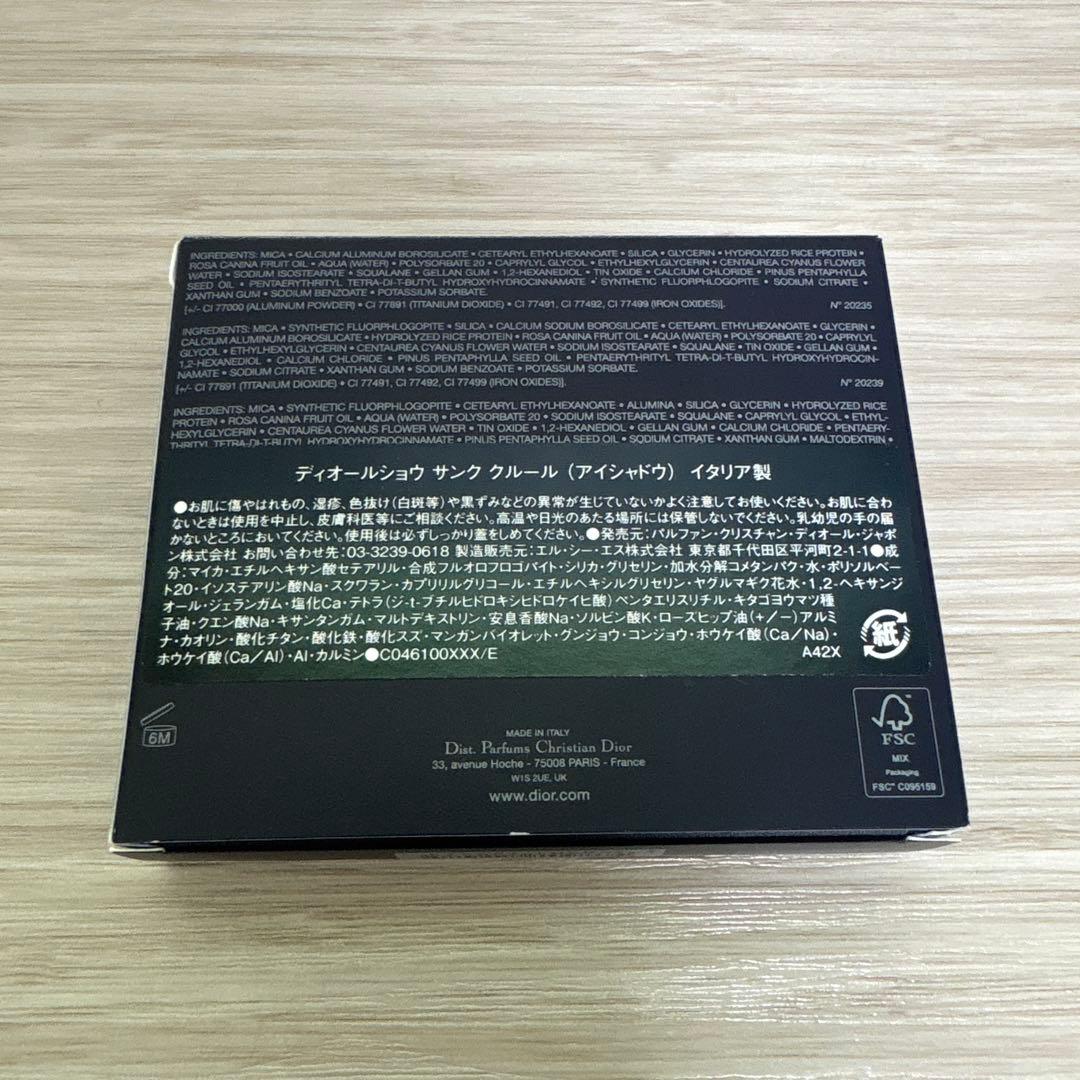 INGREDIENTS: MICA • CALCIUM ALUMINUM BOROSILICATE • CETEARYL ETHYLHEXANOATE • SILICA • GLYCERIN • HYDROLYZED RICE PROTEIN •
ROSA CANINA FRUIT OIL • AQUA (WATER) • POLYSORBATE 20 • CAPRYLYL GLYCOL • ETHYLHEXYLGLYCERIN • CENTAUREA CYANUS FLOWER
WATER • SODIUM ISOSTEARATE • SQUALANE • GELLAN GUM • 1,2-HEXANEDIOL • TIN OXIDE • CALCIUM CHLORIDE • PINUS PENTAPHYLLA
SEED OIL • PENTAERYTHRITYL TETRA-DI-T-BUTYL HYDROXYHYDROCINNAMATE • SYNTHETIC FLUORPHLOGOPITE • SODIUM CITRATE •
XANTHAN GUM • SODIUM BENZOATE • POTASSIUM SORBATE.
[+/- CI 77000 (ALUMINUM POWDER) • CI 77891 (TITANIUM DIOXIDE) • CI 77491, CI 77492, CI 77499 (IRON OXIDES)]. N° 20235
INGREDIENTS: MICA • SYNTHETIC FLUORPHLOGOPITE • SILICA • CALCIUM SODIUM BOROSILICATE • CETEARYL ETHYLHEXANOATE • GLYCERIN •
CALCIUM ALUMINUM BOROSILICATE • HYDROLYZED RICE PROTEIN • ROSA CANINA FRUIT OIL • AQUA (WATER) • POLYSORBATE 20 • CAPRYLYL
GLYCOL • ETHYLHEXYLGLYCERIN • CENTAUREA CYANUS FLOWER WATER • SODIUM ISOSTEARATE • SQUALANE • TIN OXIDE • GELLAN GUM •
1,2-HEXANEDIOL • CALCIUM CHLORIDE • PINUS PENTAPHYLLA SEED OIL • PENTAERYTHRITYL TETRA-DI-T-BUTYL HYDROXYHYDROCIN-
NAMATE • SODIUM CITRATE • XANTHAN GUM • SODIUM BENZOATE • POTASSIUM SORBATE.
[+/- CI 77891 (TITANIUM DIOXIDE) • CI 77491, CI 77492, CI 77499 (IRON OXIDES)]. N° 20239
INGREDIENTS: MICA • SYNTHETIC FLUORPHLOGOPITE • CETEARYL ETHYLHEXANOATE • ALUMINA • SILICA • GLYCERIN • HYDROLYZED RICE
PROTEIN • ROSA CANINA FRUIT OIL • AQUA (WATER) • POLYSORBATE 20 • SODIUM ISOSTEARATE • SQUALANE • CAPRYLYL GLYCOL • ETHYL-
HEXYLGLYCERIN • CENTAUREA CYANUS FLOWER WATER • TIN OXIDE • 1,2-HEXANEDIOL • GELLAN GUM • CALCIUM CHLORIDE • PENTAERY-
THRITYL TETRA-DI-T-BUTYL HYDROXYHYDROCINNAMATE • PINUS PENTAPHYLLA SEED OIL • SODIUM CITRATE • XANTHAN GUM • MALTODEXTRIN •
ディオールショウ サンク クルール（アイシャドウ） イタリア製
●お肌に傷やはれもの、湿疹、色抜け(白斑等)や黒ずみなどの異常が生じていないかよく注意してお使いください。お肌に合わ
ないときは使用を中止し、皮膚科医等にご相談ください。高温や日光のあたる場所には保管しないでください。乳幼児の手の届
かないところにおいてください。使用後は必ずしっかり蓋をしめてください。●発売元：パルファン・クリスチャン・ディオール・ジャポ
ン株式会社 お問い合わせ先：03-3239-0618 製造販売元：エル・シー・エス株式会社 東京都千代田区平河町2-1-1●成
分：マイカ・エチルヘキサン酸セテアリル・合成フルオロフロゴパイト・シリカ・グリセリン・加水分解コメタンパク・水・ポリソルベー
ト20・イソステアリン酸Na・スクワラン・カプリリルグリコール・エチルヘキシルグリセリン・ヤグルマギク花水・1,2-ヘキサンジ
オール・ジェランガム・塩化Ca・テトラ(ジ-t-ブチルヒドロキシヒドロケイヒ酸)ペンタエリスリチル・キタゴヨウマツ種
子油・クエン酸Na・キサンタンガム・マルトデキストリン・安息香酸Na・ソルビン酸K・ローズヒップ油(+/−)アルミ
ナ・カオリン・酸化チタン・酸化鉄・酸化スズ・マンガンバイオレット・グンジョウ・コンジョウ・ホウケイ酸(Ca/Na)・
ホウケイ酸(Ca/Al)・Al・カルミン●C046100XXX/E A42X
紙
6M
MADE IN ITALY
Dist. Parfums Christian Dior
33, avenue Hoche - 75008 PARIS - France
W1S 2UE, UK
www.dior.com
FSC
MIX
Packaging
FSC™ C095159